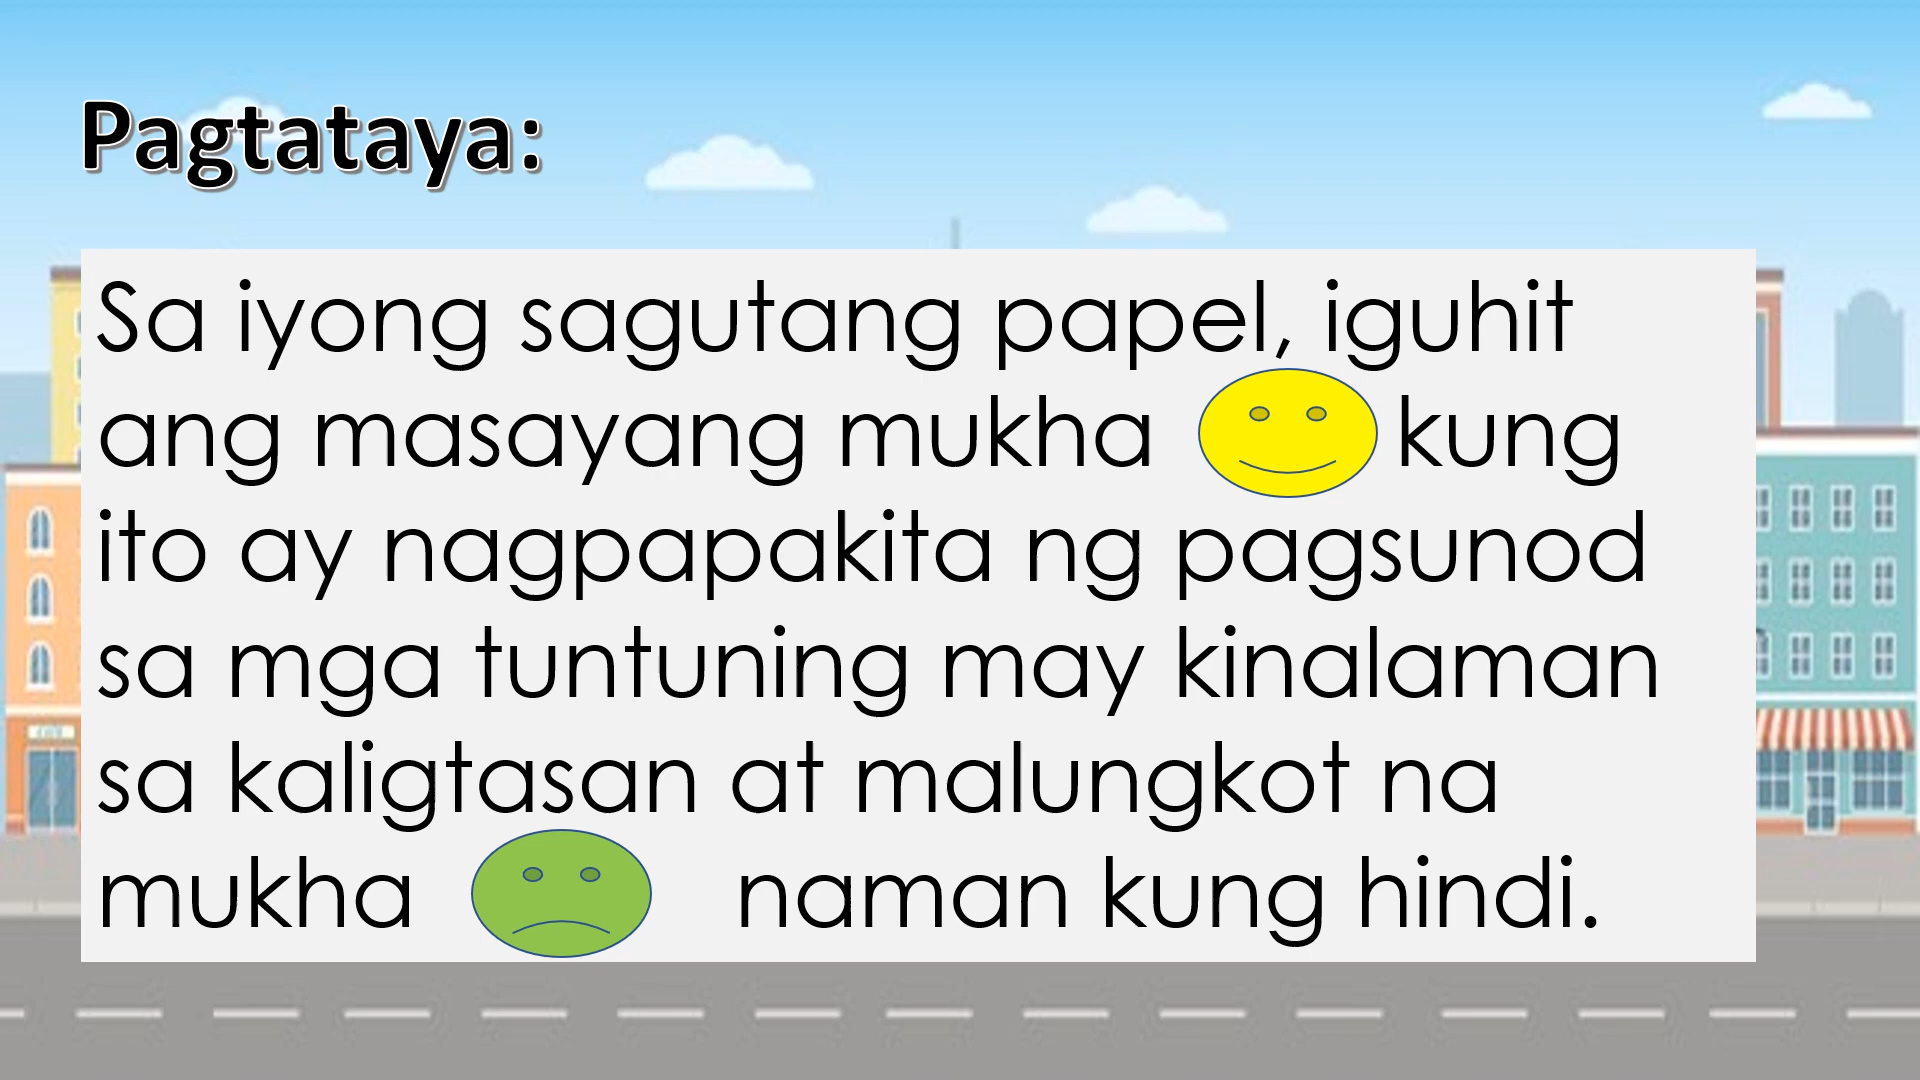 Pagtataya:
Sa iyong sagutang papel, iguhit
ang masayang mukha kung
ito ay nagpapakita ng pagsunod
sa mga tuntuning may kinalaman
sa kaligtasan at malungkot na
mukha naman kung hindi.